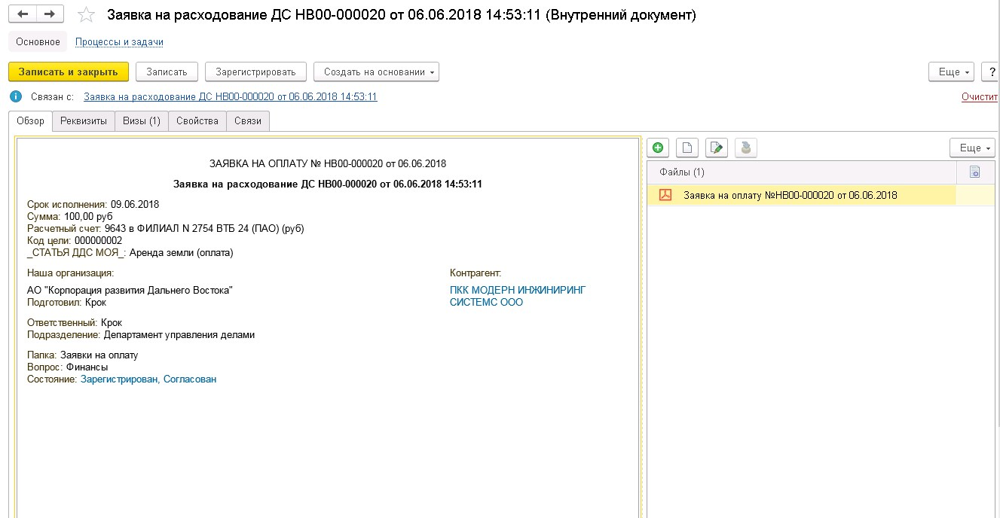 Заявка на расходование ДС НВ00-000020 от 06.06.2018 14:53:11 (Внутренний документ)
Основное Процессы и задачи
Записать и закрыть Записать Зарегистрировать Создать на основании Еще ?
Связан с: Заявка на расходование ДС НВ00-000020 от 06.06.2018 14:53:11 Очистит
Обзор Реквизиты Визы (1) Свойства Связи
Еще
ЗАЯВКА НА ОПЛАТУ № НВ00-000020 от 06.06.2018
Файлы (1)
Заявка на расходование ДС НВ00-000020 от 06.06.2018 14:53:11
Заявка на оплату №НВ00-000020 от 06.06.2018
Срок исполнения: 09.06.2018
Сумма: 100,00 руб
Расчетный счет: 9643 в ФИЛИАЛ N 2754 ВТБ 24 (ПАО) (руб)
Код цели: 000000002
_СТАТЬЯ ДДС МОЯ_: Аренда земли (оплата)
Наша организация: Контрагент:
АО "Корпорация развития Дальнего Востока" ПКК МОДЕРН ИНЖИНИРИНГ
Подготовил: Крок СИСТЕМС ООО
Ответственный: Крок
Подразделение: Департамент управления делами
Папка: Заявки на оплату
Вопрос: Финансы
Состояние: Зарегистрирован, Согласован